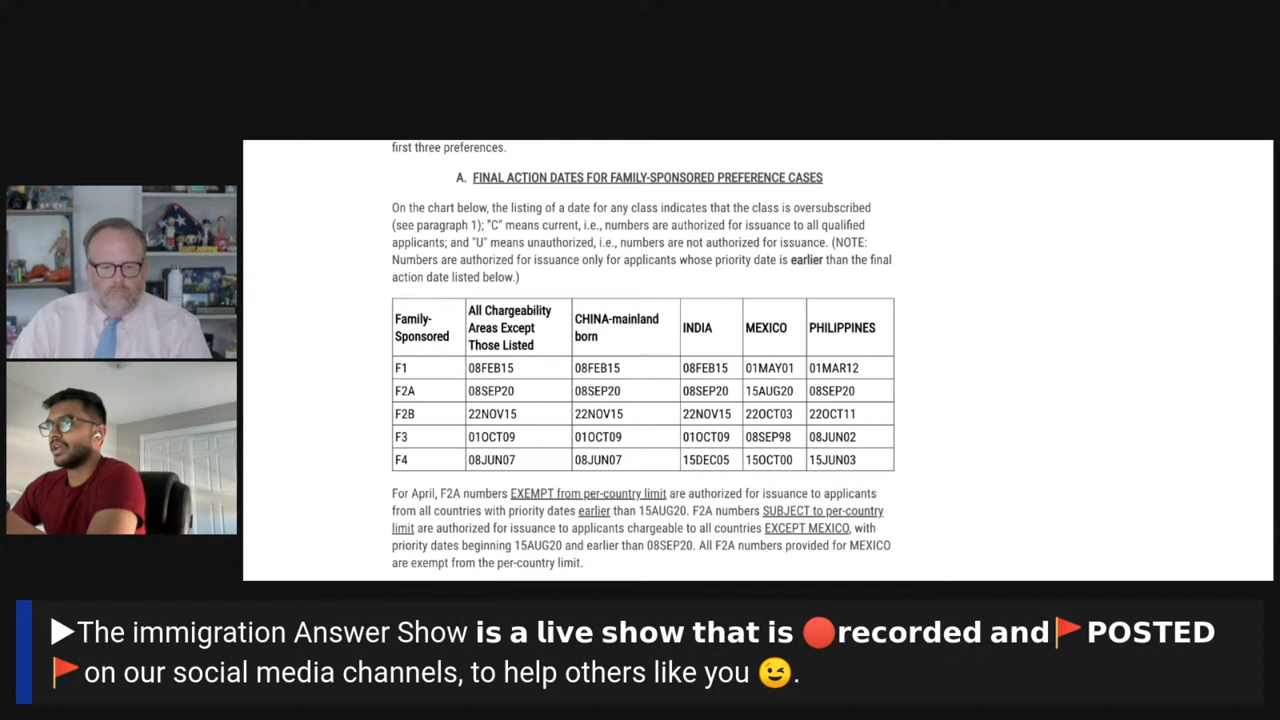 first three preferences.
A. FINAL ACTION DATES FOR FAMILY-SPONSORED PREFERENCE CASES
On the chart below, the listing of a date for any class indicates that the class is oversubscribed
(see paragraph 1); "C" means current, i.e., numbers are authorized for issuance to all qualified
applicants; and "U" means unauthorized, i.e., numbers are not authorized for issuance. (NOTE:
Numbers are authorized for issuance only for applicants whose priority date is earlier than the final
action date listed below.)
Family-Sponsored All Chargeability Areas Except Those Listed CHINA-mainland born INDIA MEXICO PHILIPPINES
F1 08FEB15 08FEB15 08FEB15 01MAY01 01MAR12
F2A 08SEP20 08SEP20 08SEP20 15AUG20 08SEP20
F2B 22NOV15 22NOV15 22NOV15 22OCT03 22OCT11
F3 01OCT09 01OCT09 01OCT09 08SEP98 08JUN02
F4 08JUN07 08JUN07 15DEC05 15OCT00 15JUN03
For April, F2A numbers EXEMPT from per-country limit are authorized for issuance to applicants
from all countries with priority dates earlier than 15AUG20. F2A numbers SUBJECT to per-country
limit are authorized for issuance to applicants chargeable to all countries EXCEPT MEXICO, with
priority dates beginning 15AUG20 and earlier than 08SEP20. All F2A numbers provided for MEXICO
are exempt from the per-country limit.
▶The immigration Answer Show is a live show that is 🔴recorded and🚩POSTED
🚩on our social media channels, to help others like you 😉.